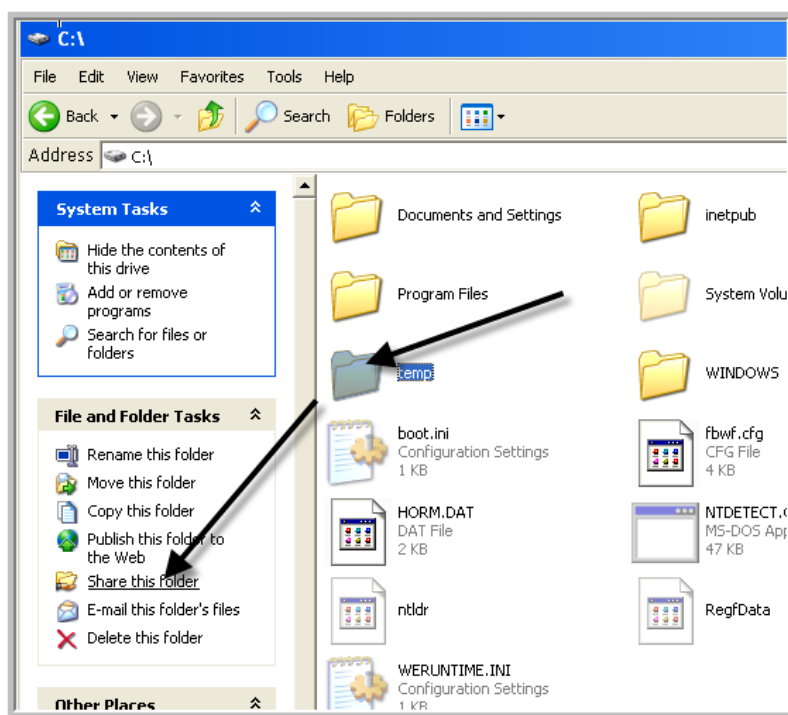 C:\
File Edit View Favorites Tools Help
Back Search Folders
Address C:\
System Tasks
Hide the contents of
this drive
Add or remove
programs
Search for files or
folders
File and Folder Tasks
Rename this folder
Move this folder
Copy this folder
Publish this folder to
the Web
Share this folder
E-mail this folder's files
Delete this folder
Other Places
Documents and Settings
inetpub
Program Files
System Volu
temp
WINDOWS
boot.ini
Configuration Settings
1 KB
fbwf.cfg
CFG File
4 KB
HORM.DAT
DAT File
2 KB
NTDETECT.
MS-DOS App
47 KB
ntldr
RegfData
WERUNTIME.INI
Configuration Settings
1 KB